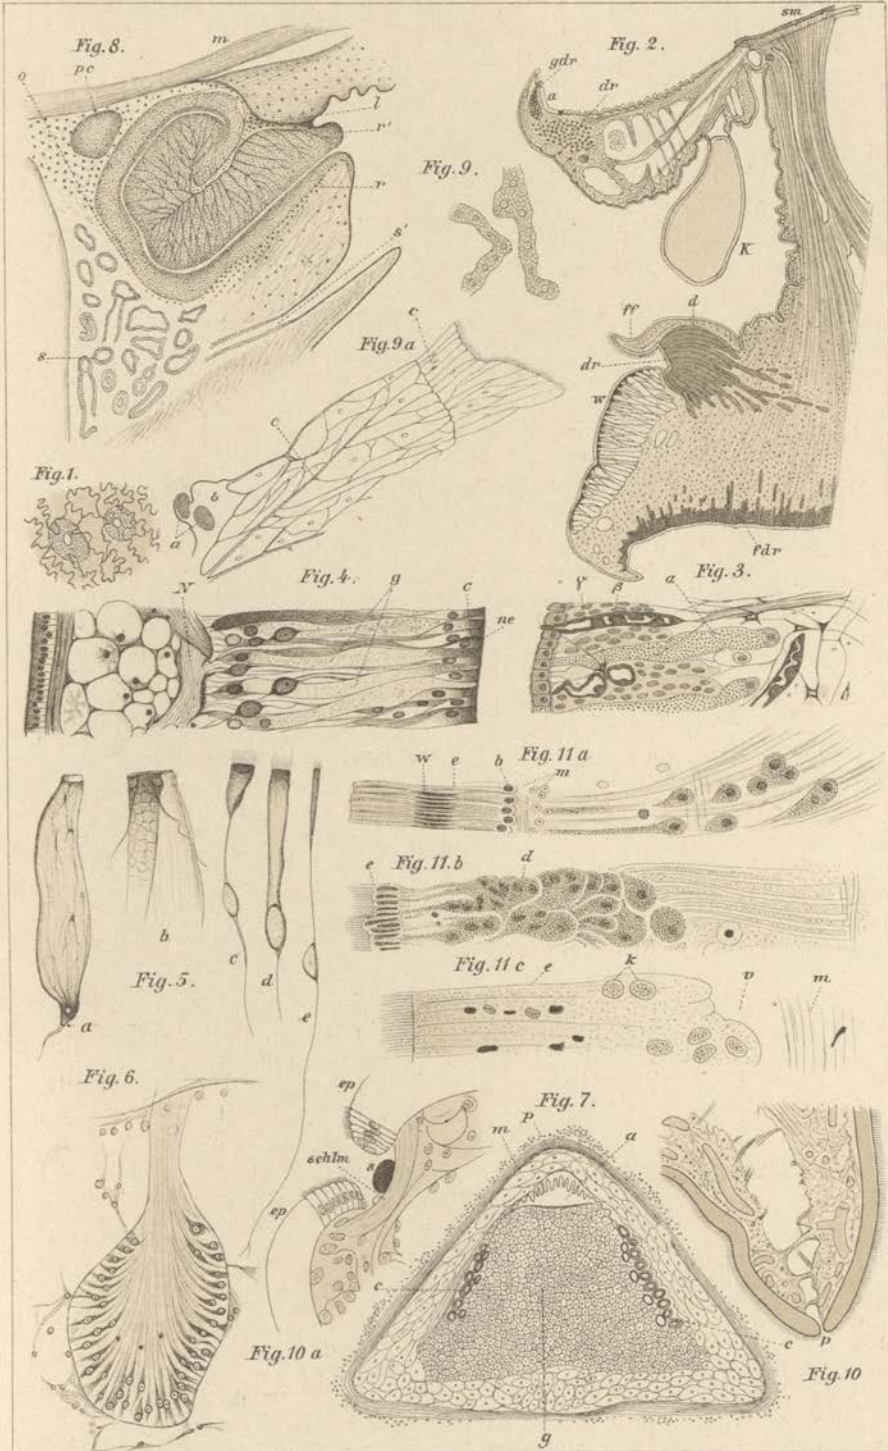 Fig. 8.
m
o
pc
l
r'
r
s'
s
Fig. 2.
sm
gdr
a
dr
K
ff
d
dr
w
fdr
Fig. 9.
Fig. 9 a
c
c
b
a
Fig. 1.
Fig. 4.
N
g
c
ne
Fig. 3.
γ
β
a
δ
Fig. 5.
a
b
c
d
e
Fig. 11 a
w
e
b
m
Fig. 11. b
e
d
Fig. 11 c
e
k
v
m
Fig. 6.
Fig. 10 a
ep
schlm
s
ep
Fig. 7.
m
p
a
c
c
g
p
Fig. 10